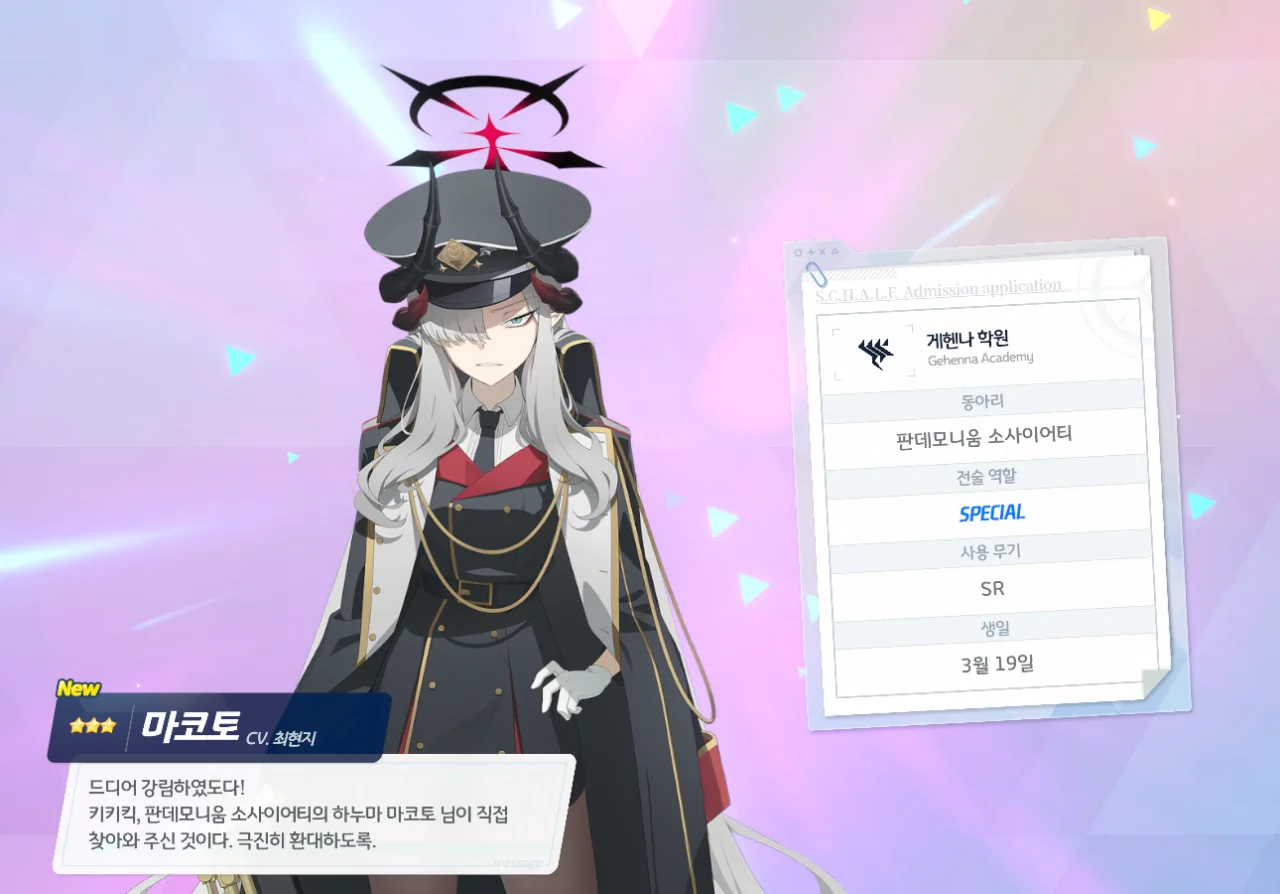 S.C.H.A.L.E Admission application
게헨나 학원
Gehenna Academy
동아리
판데모니움 소사이어티
전술 역할
SPECIAL
사용 무기
SR
생일
3월 19일
New
마코토 CV. 최현지
드디어 강림하였도다!
키키킥, 판데모니움 소사이어티의 하누마 마코토 님이 직접
찾아와 주신 것이다. 극진히 환대하도록.
message